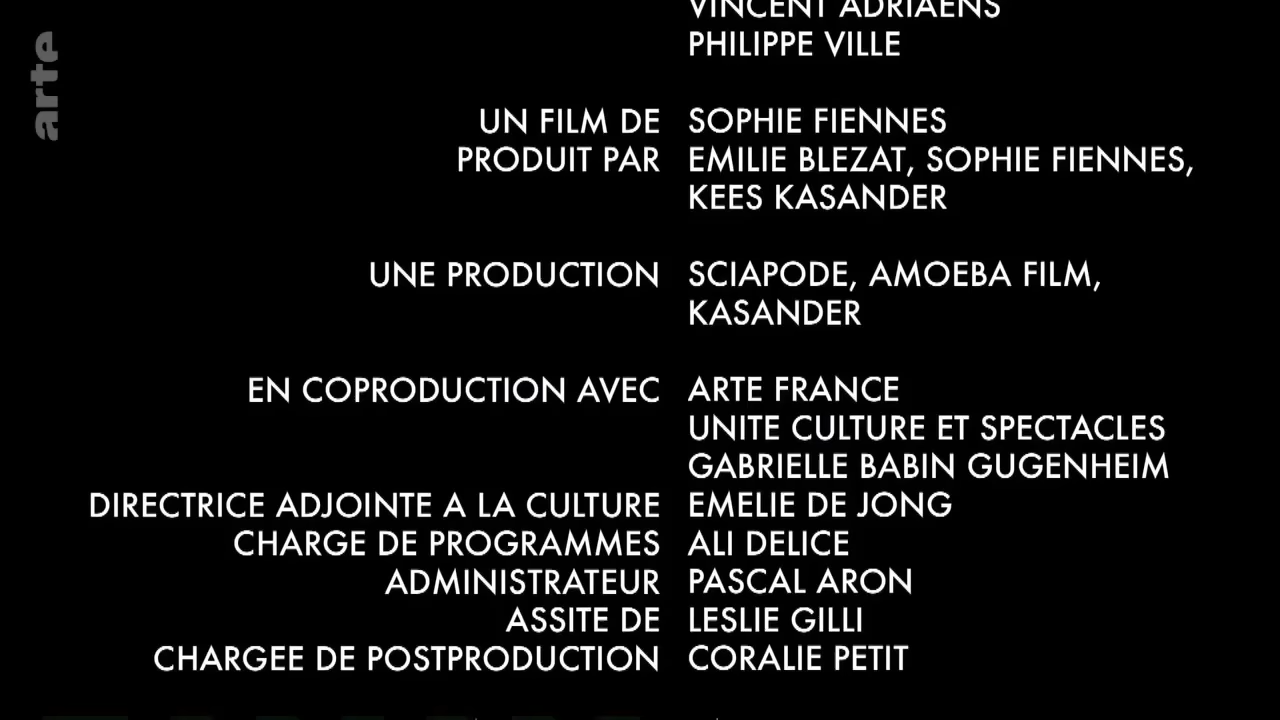 arte
VINCENT ADRIAENS
PHILIPPE VILLE
UN FILM DE SOPHIE FIENNES
PRODUIT PAR EMILIE BLEZAT, SOPHIE FIENNES,
KEES KASANDER
UNE PRODUCTION SCIAPODE, AMOEBA FILM,
KASANDER
EN COPRODUCTION AVEC ARTE FRANCE
UNITE CULTURE ET SPECTACLES
GABRIELLE BABIN GUGENHEIM
DIRECTRICE ADJOINTE A LA CULTURE EMELIE DE JONG
CHARGE DE PROGRAMMES ALI DELICE
ADMINISTRATEUR PASCAL ARON
ASSITE DE LESLIE GILLI
CHARGEE DE POSTPRODUCTION CORALIE PETIT